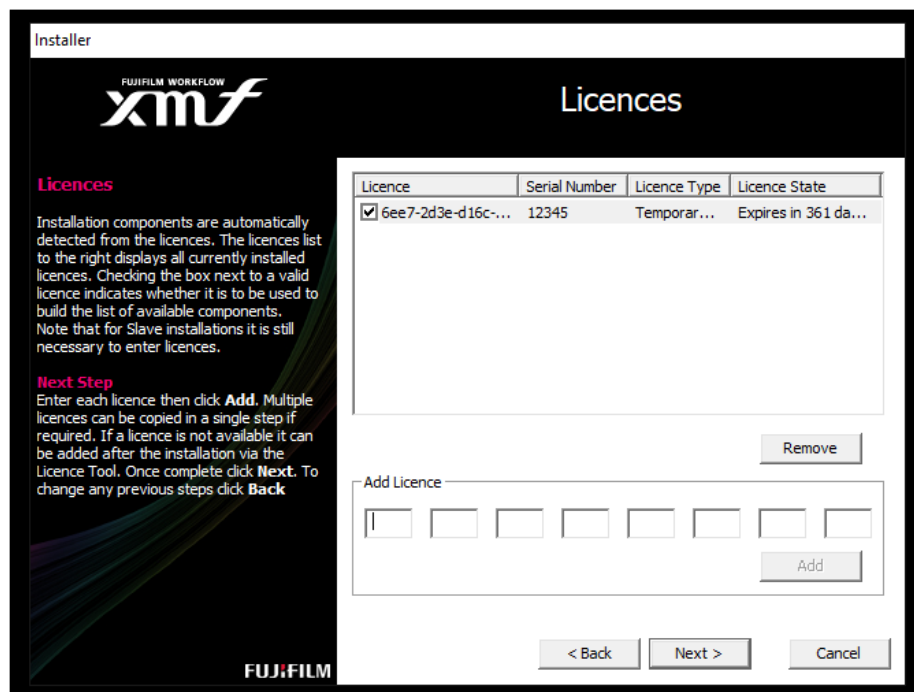 Installer
FUJIFILM WORKFLOW
xmf
Licences
Licences
Installation components are automatically
detected from the licences. The licences list
to the right displays all currently installed
licences. Checking the box next to a valid
licence indicates whether it is to be used to
build the list of available components.
Note that for Slave installations it is still
necessary to enter licences.
Next Step
Enter each licence then click Add. Multiple
licences can be copied in a single step if
required. If a licence is not available it can
be added after the installation via the
Licence Tool. Once complete click Next. To
change any previous steps click Back
Licence Serial Number Licence Type Licence State
6ee7-2d3e-d16c-... 12345 Temporar... Expires in 361 da...
Remove
Add Licence
Add
< Back Next > Cancel
FUJIFILM